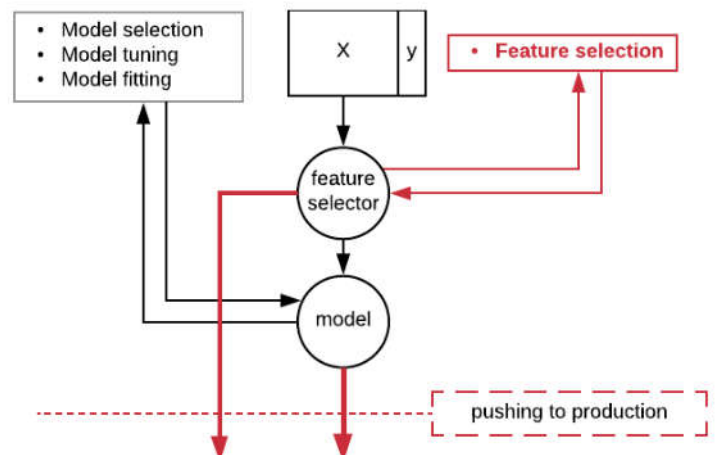 • Model selection
• Model tuning
• Model fitting
X
y
• Feature selection
feature
selector
model
pushing to production